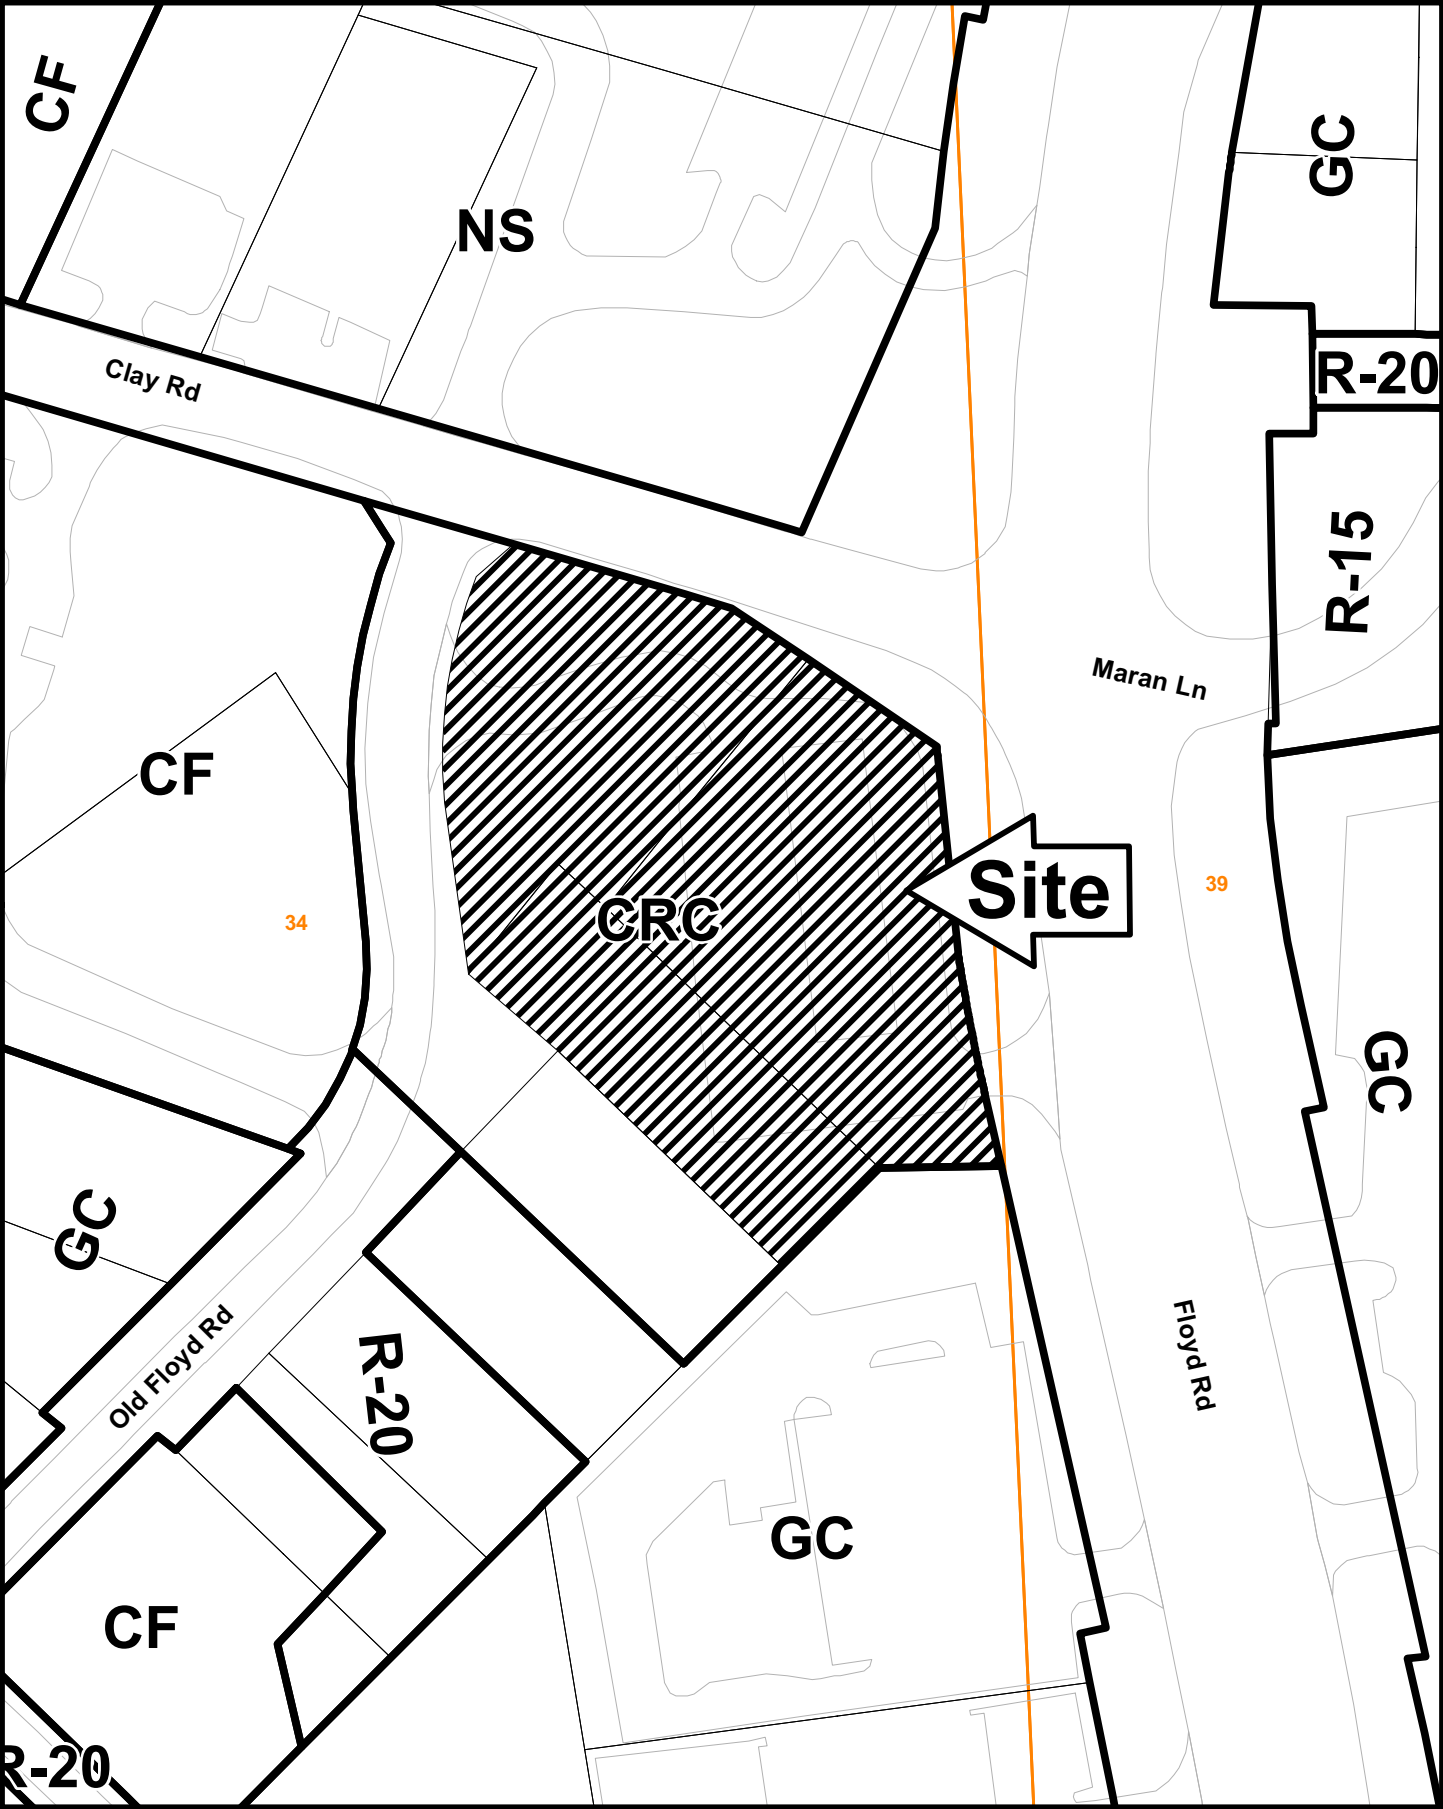 CF
GC
NS
Clay Rd
R-20
R-15
Maran Ln
CF
Site
39
CRC
34
GC
GC
Old Floyd Rd
R-20
Floyd Rd
GC
CF
R-20